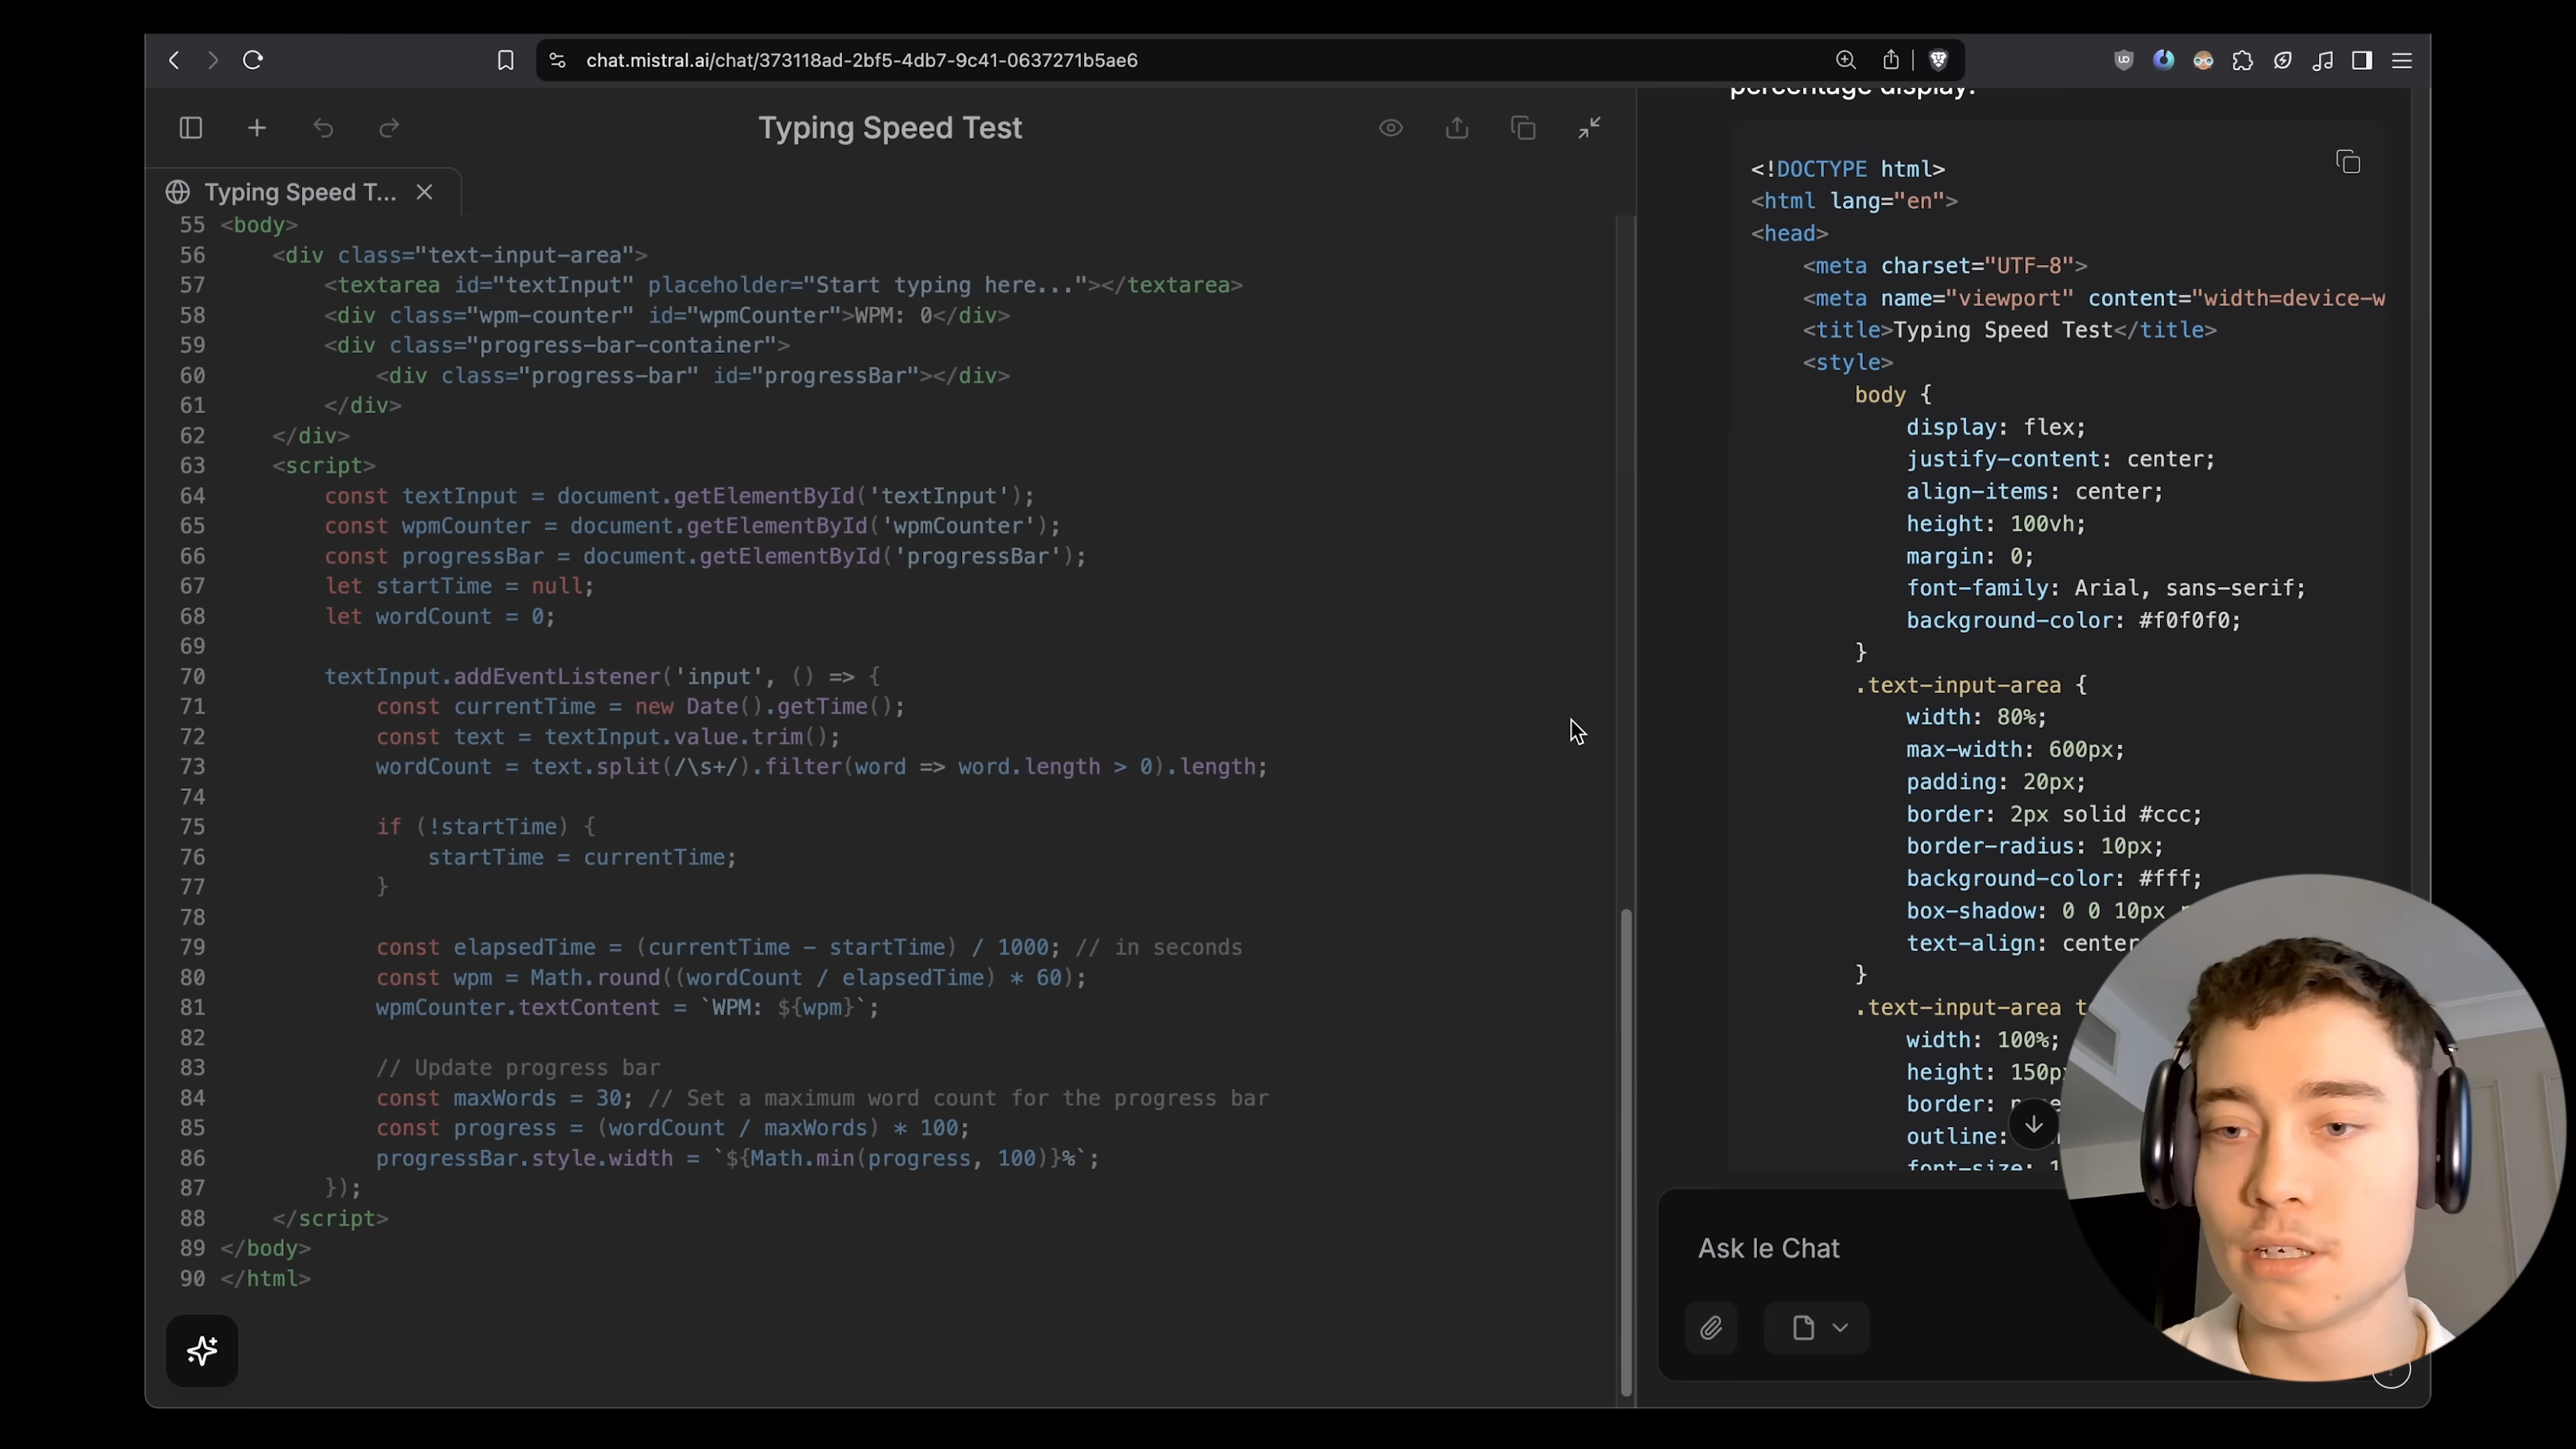 chat.mistral.ai/chat/373118ad-2bf5-4db7-9c41-0637271b5ae6
Typing Speed Test
Typing Speed T...
55 <body>
56 <div class="text-input-area">
57 <textarea id="textInput" placeholder="Start typing here..."></textarea>
58 <div class="wpm-counter" id="wpmCounter">WPM: 0</div>
59 <div class="progress-bar-container">
60 <div class="progress-bar" id="progressBar"></div>
61 </div>
62 </div>
63 <script>
64 const textInput = document.getElementById('textInput');
65 const wpmCounter = document.getElementById('wpmCounter');
66 const progressBar = document.getElementById('progressBar');
67 let startTime = null;
68 let wordCount = 0;
69
70 textInput.addEventListener('input', () => {
71 const currentTime = new Date().getTime();
72 const text = textInput.value.trim();
73 wordCount = text.split(/\s+/).filter(word => word.length > 0).length;
74
75 if (!startTime) {
76 startTime = currentTime;
77 }
78
79 const elapsedTime = (currentTime - startTime) / 1000; // in seconds
80 const wpm = Math.round((wordCount / elapsedTime) * 60);
81 wpmCounter.textContent = `WPM: ${wpm}`;
82
83 // Update progress bar
84 const maxWords = 30; // Set a maximum word count for the progress bar
85 const progress = (wordCount / maxWords) * 100;
86 progressBar.style.width = `${Math.min(progress, 100)}%`;
87 });
88 </script>
89 </body>
90 </html>
percentage display.
<!DOCTYPE html>
<html lang="en">
<head>
<meta charset="UTF-8">
<meta name="viewport" content="width=device-w
<title>Typing Speed Test</title>
<style>
body {
display: flex;
justify-content: center;
align-items: center;
height: 100vh;
margin: 0;
font-family: Arial, sans-serif;
background-color: #f0f0f0;
}
.text-input-area {
width: 80%;
max-width: 600px;
padding: 20px;
border: 2px solid #ccc;
border-radius: 10px;
background-color: #fff;
box-shadow: 0 0 10px
text-align: center
}
.text-input-area
width: 100%;
height: 150p
border:
outline:
font-size: 1
Ask le Chat